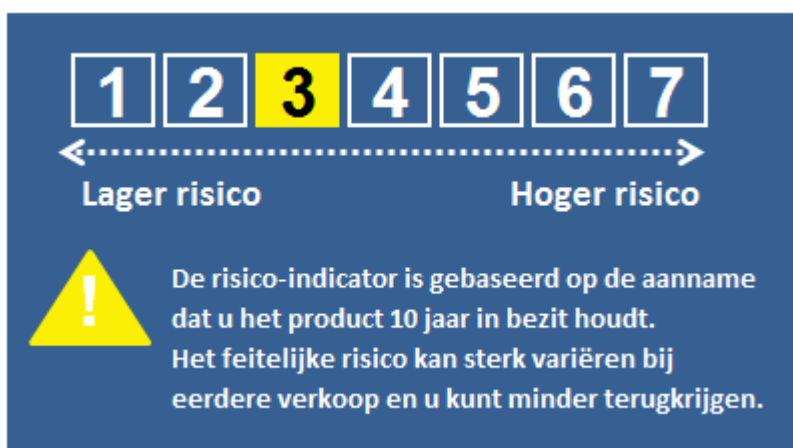 1 2 3 4 5 6 7
Lager risico Hoger risico
!
De risico-indicator is gebaseerd op de aanname
dat u het product 10 jaar in bezit houdt.
Het feitelijke risico kan sterk variëren bij
eerdere verkoop en u kunt minder terugkrijgen.